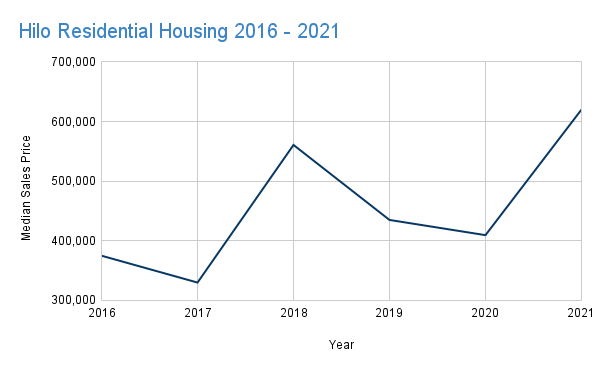 Hilo Residential Housing 2016 - 2021
Median Sales Price
700,000
600,000
500,000
400,000
300,000
2016 2017 2018 2019 2020 2021
Year